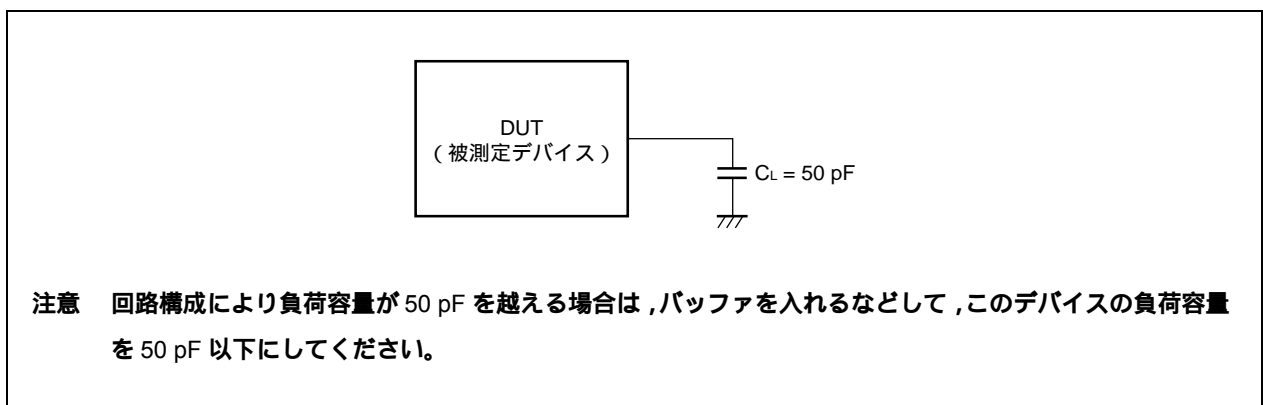 DUT
(被測定デバイス)
CL = 50 pF
注意 回路構成により負荷容量が 50 pF を越える場合は,バッファを入れるなどして,このデバイスの負荷容量
を 50 pF 以下にしてください。